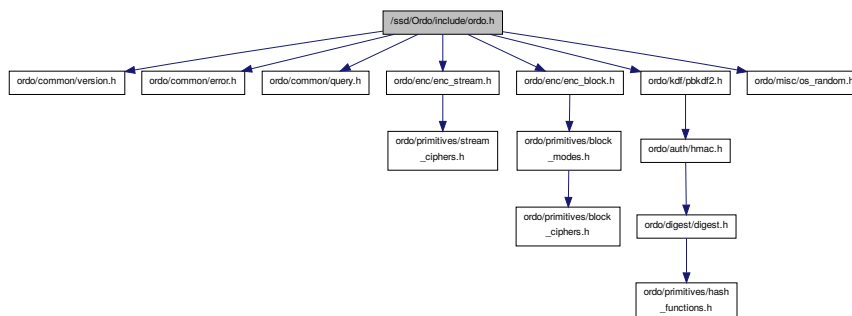 /ssd/Ordo/include/ordo.h
ordo/common/version.h
ordo/common/error.h
ordo/common/query.h
ordo/enc/enc_stream.h
ordo/enc/enc_block.h
ordo/kdf/pbkdf2.h
ordo/misc/os_random.h
ordo/primitives/stream
_ciphers.h
ordo/primitives/block
_modes.h
ordo/auth/hmac.h
ordo/primitives/block
_ciphers.h
ordo/digest/digest.h
ordo/primitives/hash
_functions.h